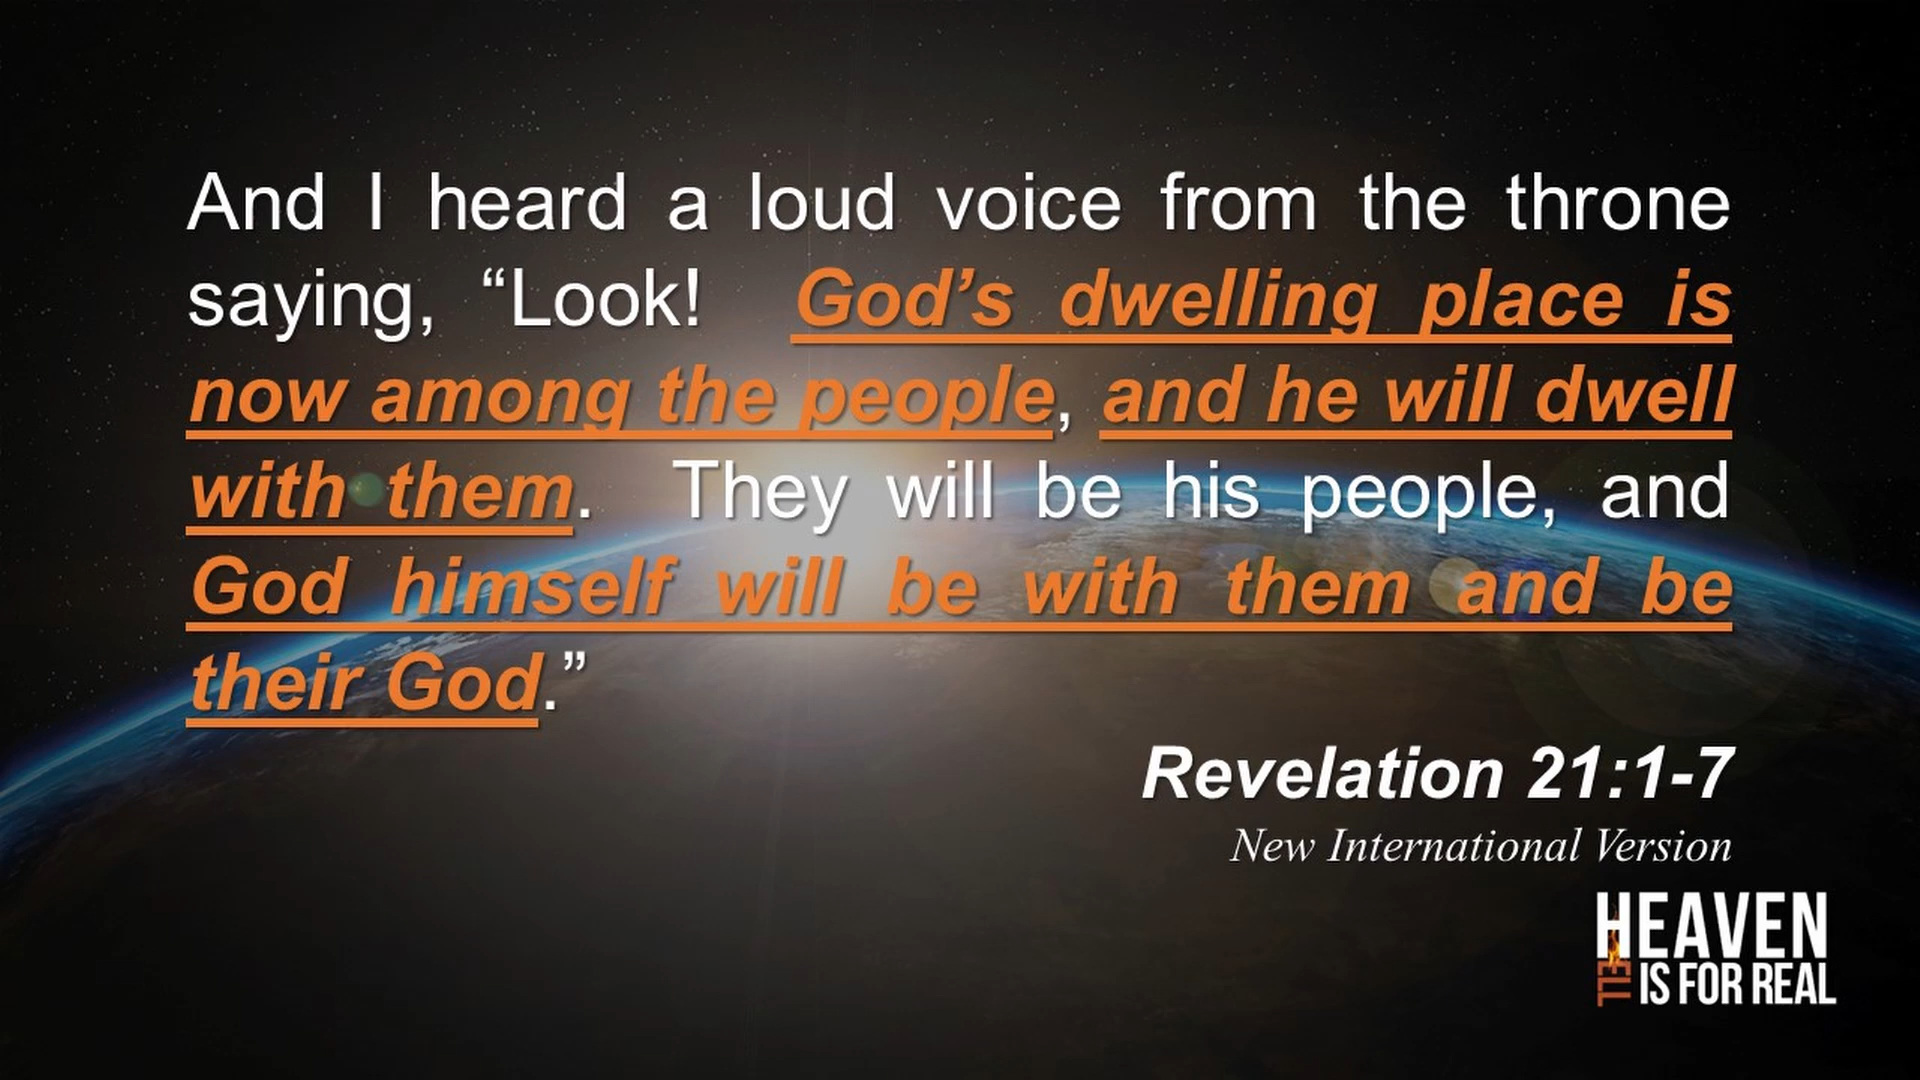 And I heard a loud voice from the throne
saying, “Look! God’s dwelling place is
now among the people, and he will dwell
with them. They will be his people, and
God himself will be with them and be
their God.”
Revelation 21:1-7
New International Version
HEAVEN
HELL
IS FOR REAL